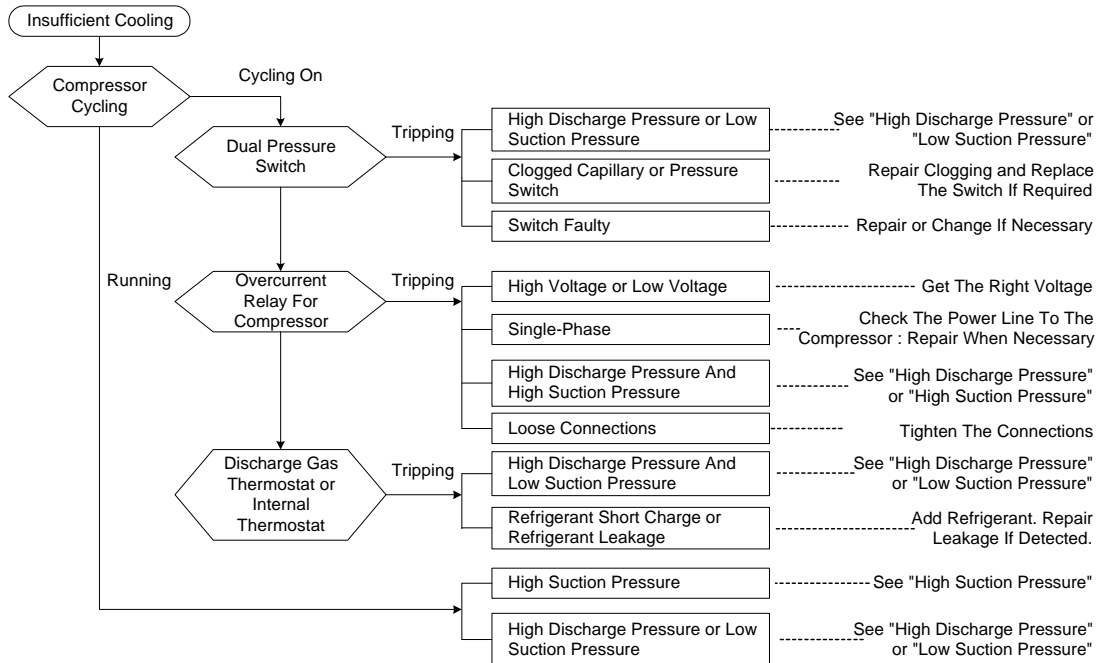 Insufficient Cooling
Compressor
Cycling
Cycling On
Dual Pressure
Switch
Tripping
High Discharge Pressure or Low
Suction Pressure
See "High Discharge Pressure" or
"Low Suction Pressure"
Clogged Capillary or Pressure
Switch
Repair Clogging and Replace
The Switch If Required
Switch Faulty
Repair or Change If Necessary
Running
Overcurrent
Relay For
Compressor
Tripping
High Voltage or Low Voltage
Get The Right Voltage
Single-Phase
Check The Power Line To The
Compressor : Repair When Necessary
High Discharge Pressure And
High Suction Pressure
See "High Discharge Pressure"
or "High Suction Pressure"
Loose Connections
Tighten The Connections
Discharge Gas
Thermostat or
Internal
Thermostat
Tripping
High Discharge Pressure And
Low Suction Pressure
See "High Discharge Pressure"
or "Low Suction Pressure"
Refrigerant Short Charge or
Refrigerant Leakage
Add Refrigerant. Repair
Leakage If Detected.
High Suction Pressure
See "High Suction Pressure"
High Discharge Pressure or Low
Suction Pressure
See "High Discharge Pressure"
or "Low Suction Pressure"